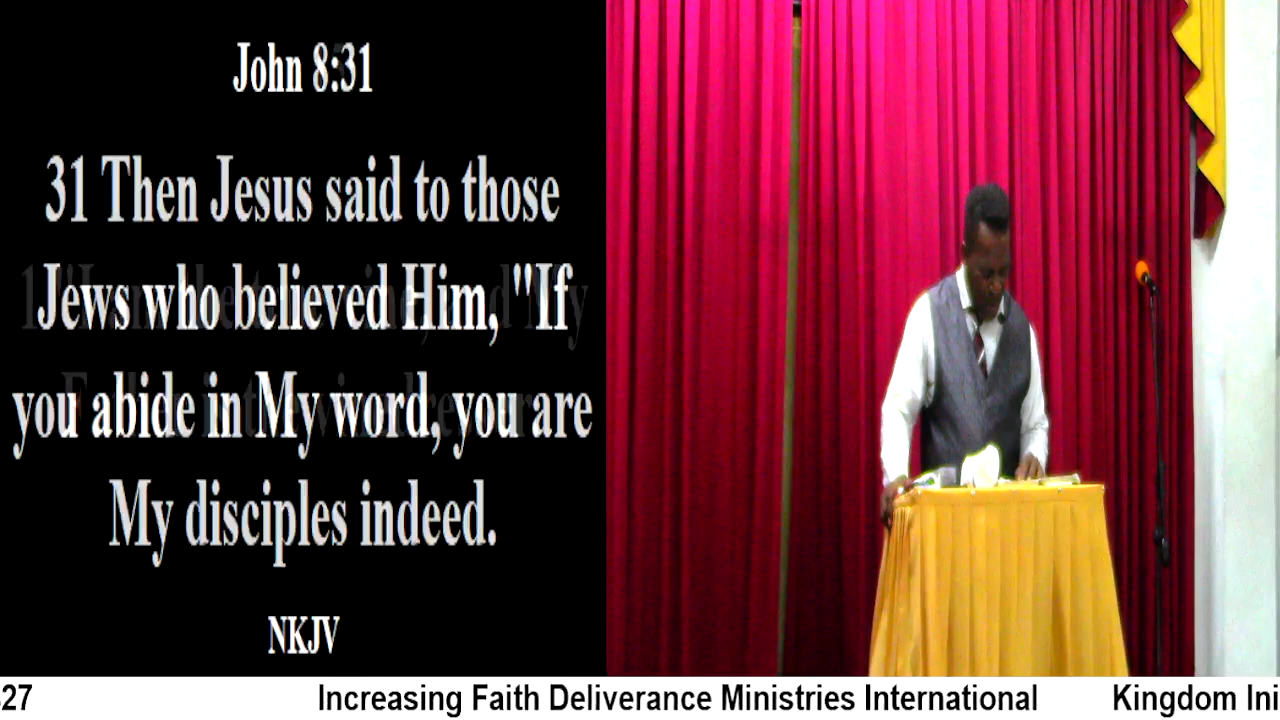 John 8:31
31 Then Jesus said to those
Jews who believed Him, "If
you abide in My word, you are
My disciples indeed.
NKJV
27 Increasing Faith Deliverance Ministries International Kingdom Ini